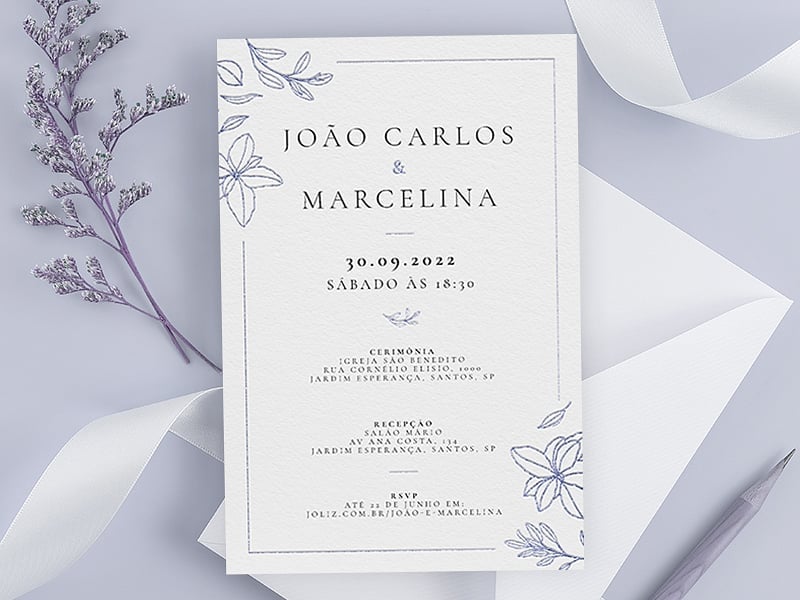 JOÃO CARLOS
&
MARCELINA
30.09.2022
SÁBADO ÀS 18:30
CERIMÔNIA
IGREJA SÃO BENEDITO
RUA CORNÉLIO ELISIO, 1000
JARDIM ESPERANÇA, SANTOS, SP
RECEPÇÃO
SALÃO MÁRIO
AV ANA COSTA, 134
JARDIM ESPERANÇA, SANTOS, SP
RSVP
ATÉ 22 DE JUNHO EM:
JOLIZ.COM.BR/JOÃO-E-MARCELINA